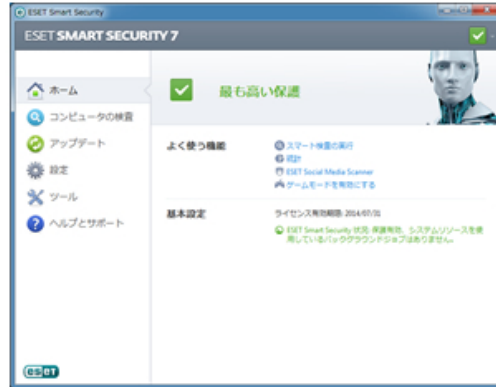 ESET Smart Security
ESET SMART SECURITY 7
ホーム
コンピュータの検査
アップデート
設定
ツール
ヘルプとサポート
最も高い保護
よく使う機能
スマート検査の実行
統計
ESET Social Media Scanner
ゲームモードを有効にする
基本設定
ライセンス有効期限: 2014/07/31
ESET Smart Security 状況: 保護有効、システムリソースを使
用しているバックグラウンドジョブはありません。
eset